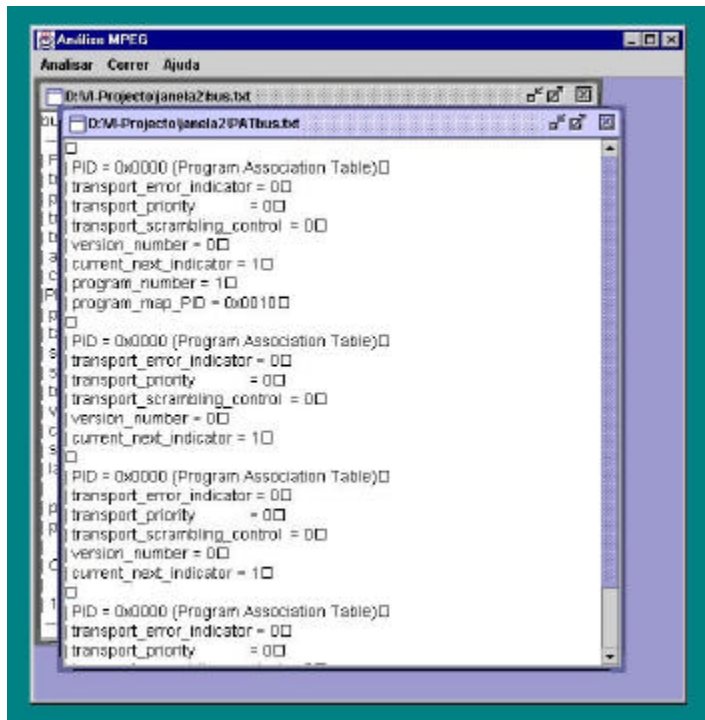 Análise MPEG
Analisar Correr Ajuda
D:\VI-Projecto\janela2\bus.txt
D:\VI-Projecto\janela2\PATbus.txt
| PID = 0x0000 (Program Association Table)
| transport_error_indicator = 0
| transport_priority = 0
| transport_scrambling_control = 0
| version_number = 0
| current_next_indicator = 1
| program_number = 1
| program_map_PID = 0x0010
| PID = 0x0000 (Program Association Table)
| transport_error_indicator = 0
| transport_priority = 0
| transport_scrambling_control = 0
| version_number = 0
| current_next_indicator = 1
| PID = 0x0000 (Program Association Table)
| transport_error_indicator = 0
| transport_priority = 0
| transport_scrambling_control = 0
| version_number = 0
| current_next_indicator = 1
| PID = 0x0000 (Program Association Table)
| transport_error_indicator = 0
| transport_priority = 0